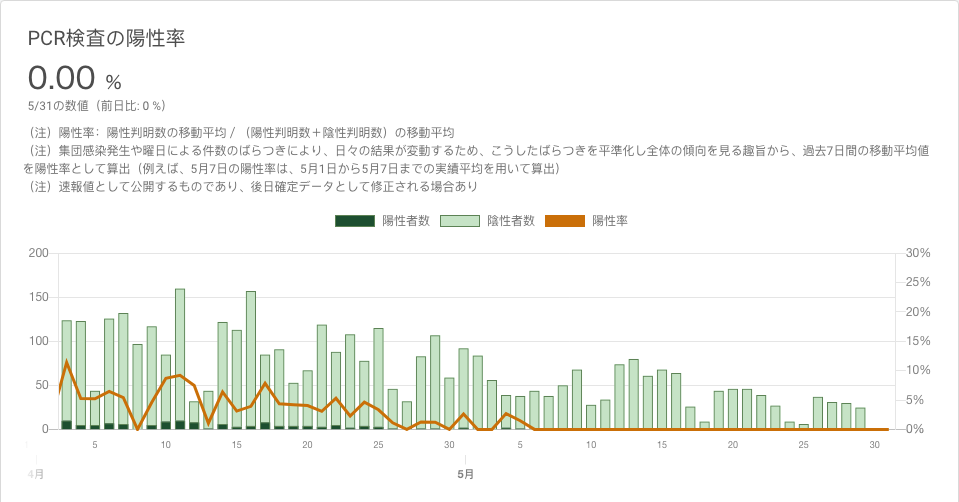 PCR検査の陽性率
0.00 %
5/31の数値（前日比: 0 %）
（注）陽性率：陽性判明数の移動平均 / （陽性判明数＋陰性判明数）の移動平均
（注）集団感染発生や曜日による件数のばらつきにより、日々の結果が変動するため、こうしたばらつきを平準化し全体の傾向を見る趣旨から、過去7日間の移動平均値
を陽性率として算出（例えば、5月7日の陽性率は、5月1日から5月7日までの実績平均を用いて算出）
（注）速報値として公開するものであり、後日確定データとして修正される場合あり
陽性者数 陰性者数 陽性率
200 30%
25%
150
20%
100 15%
10%
50
5%
0 0%
5 10 15 20 25 30 5 10 15 20 25 30
4月 5月